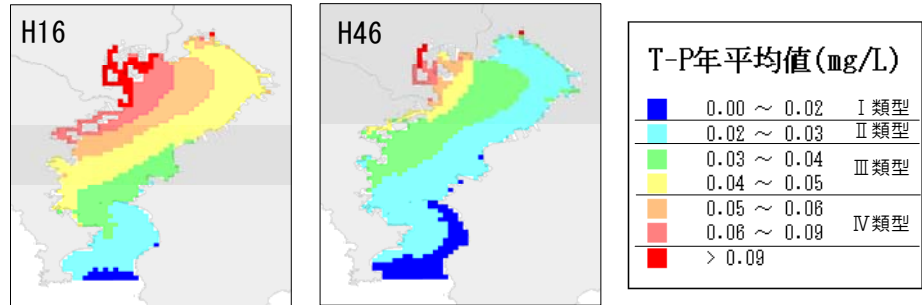 H16
H46
T-P年平均値(mg/L)
0.00 ～ 0.02 Ⅰ類型
0.02 ～ 0.03 Ⅱ類型
0.03 ～ 0.04
Ⅲ類型
0.04 ～ 0.05
0.05 ～ 0.06
Ⅳ類型
0.06 ～ 0.09
> 0.09